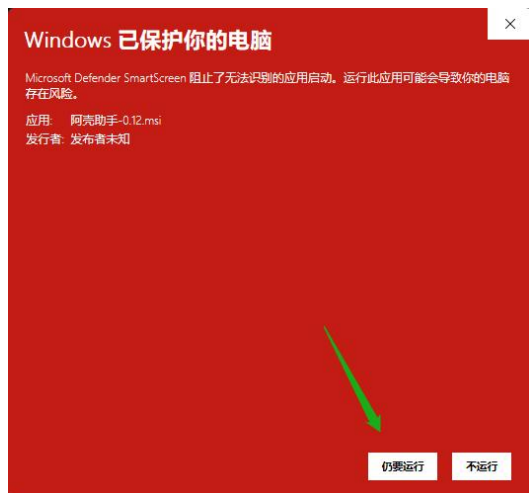 Windows 已保护你的电脑
Microsoft Defender SmartScreen 阻止了无法识别的应用启动。运行此应用可能会导致你的电脑
存在风险。
应用: 阿壳助手-0.12.msi
发行者: 发布者未知
仍要运行 不运行